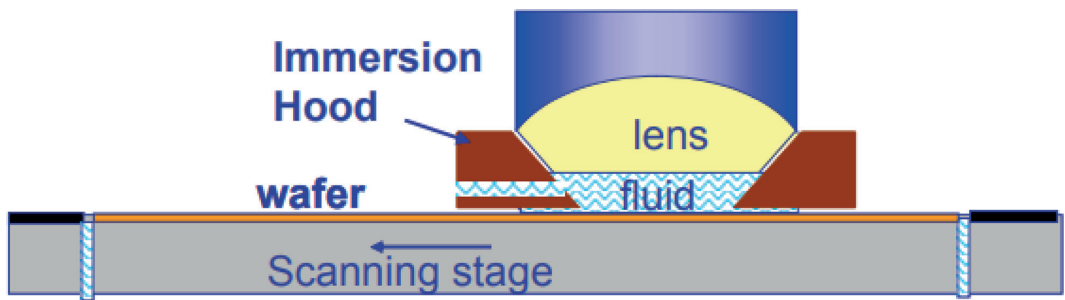 Immersion
Hood
lens
wafer
fluid
Scanning stage